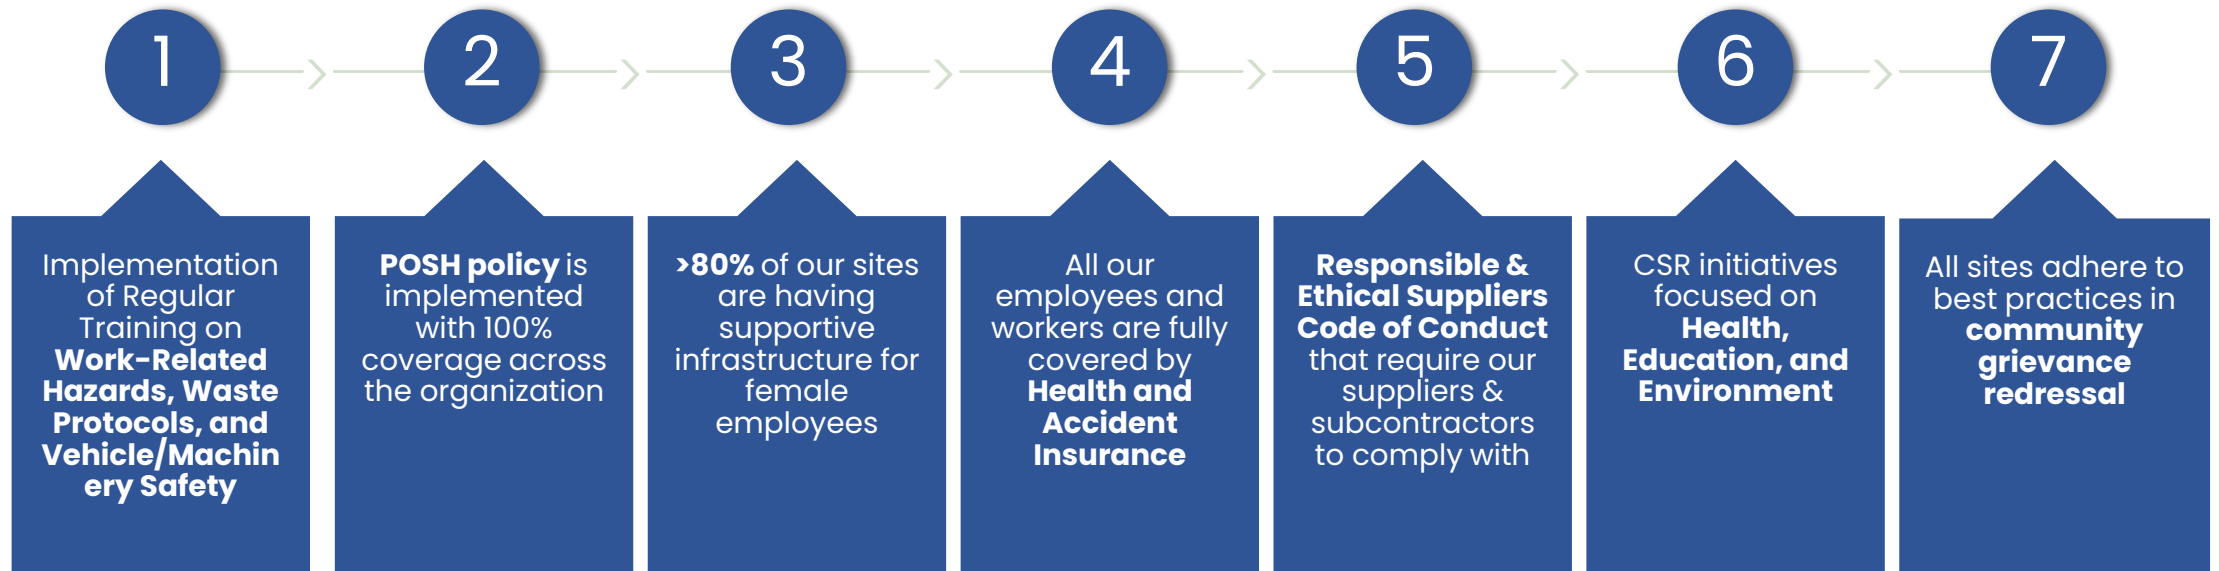 1
2
3
4
5
6
7
Implementation
of Regular
Training on
Work-Related
Hazards, Waste
Protocols, and
Vehicle/Machin
ery Safety
POSH policy is
implemented
with 100%
coverage across
the organization
>80% of our sites
are having
supportive
infrastructure for
female
employees
All our
employees and
workers are fully
covered by
Health and
Accident
Insurance
Responsible &
Ethical Suppliers
Code of Conduct
that require our
suppliers &
subcontractors
to comply with
CSR initiatives
focused on
Health,
Education, and
Environment
All sites adhere to
best practices in
community
grievance
redressal